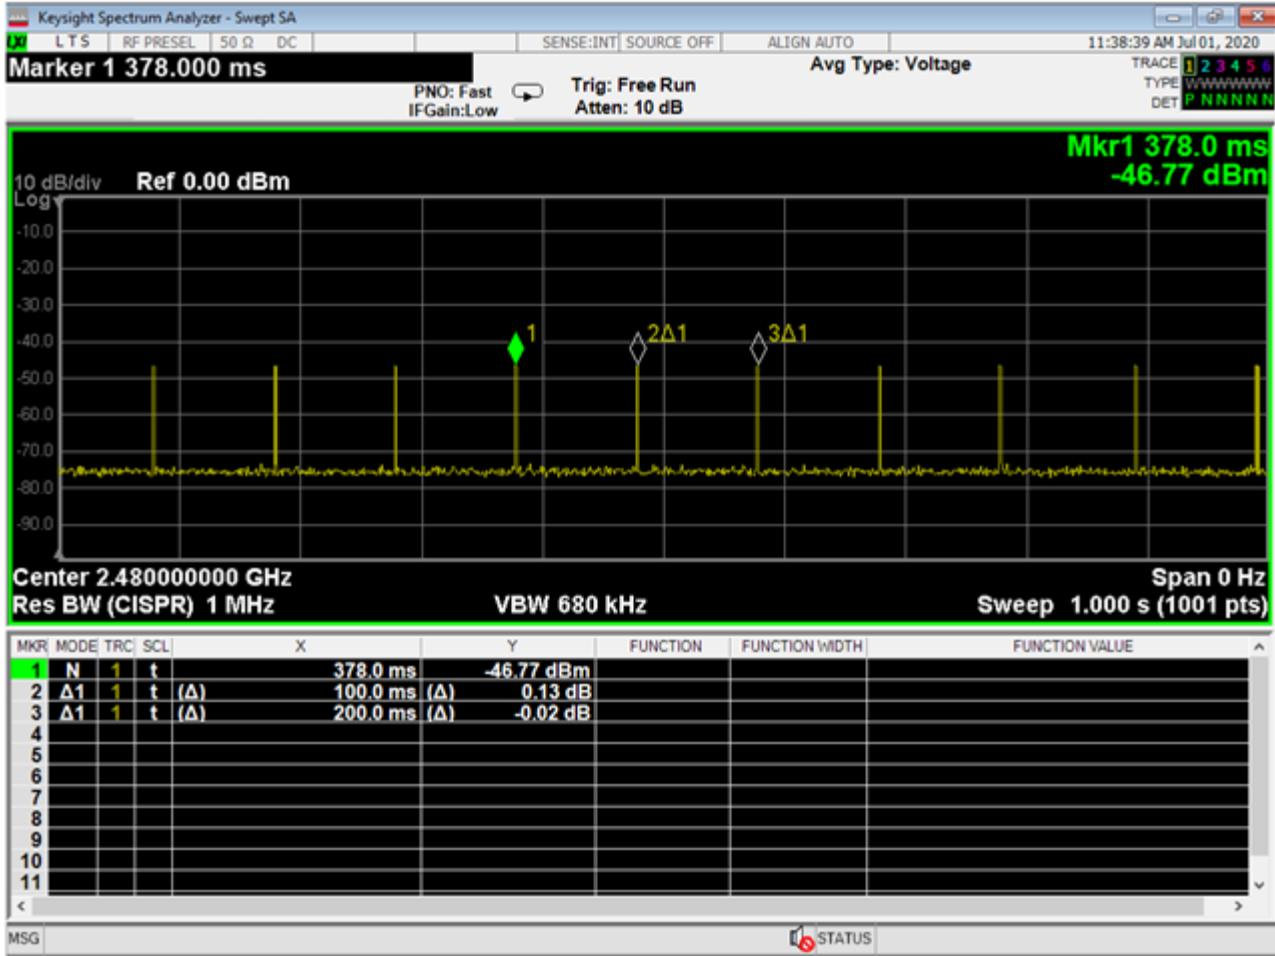 Keysight Spectrum Analyzer - Swept SA
LXI LTS RF PRESEL 50 Ω DC SENSE:INT SOURCE OFF ALIGN AUTO 11:38:39 AM Jul 01, 2020
Marker 1 378.000 ms
PNO: Fast
IFGain:Low
Trig: Free Run
Atten: 10 dB
Avg Type: Voltage
TRACE 1 2 3 4 5 6
TYPE WWWWWW
DET P N N N N N
Mkr1 378.0 ms
-46.77 dBm
10 dB/div Ref 0.00 dBm
Log
-10.0
-20.0
-30.0
-40.0
-50.0
-60.0
-70.0
-80.0
-90.0
1
2Δ1
3Δ1
Center 2.480000000 GHz Span 0 Hz
Res BW (CISPR) 1 MHz VBW 680 kHz Sweep 1.000 s (1001 pts)
MKR MODE TRC SCL X Y FUNCTION FUNCTION WIDTH FUNCTION VALUE
1 N 1 t 378.0 ms -46.77 dBm
2 Δ1 1 t (Δ) 100.0 ms (Δ) 0.13 dB
3 Δ1 1 t (Δ) 200.0 ms (Δ) -0.02 dB
4
5
6
7
8
9
10
11
MSG STATUS